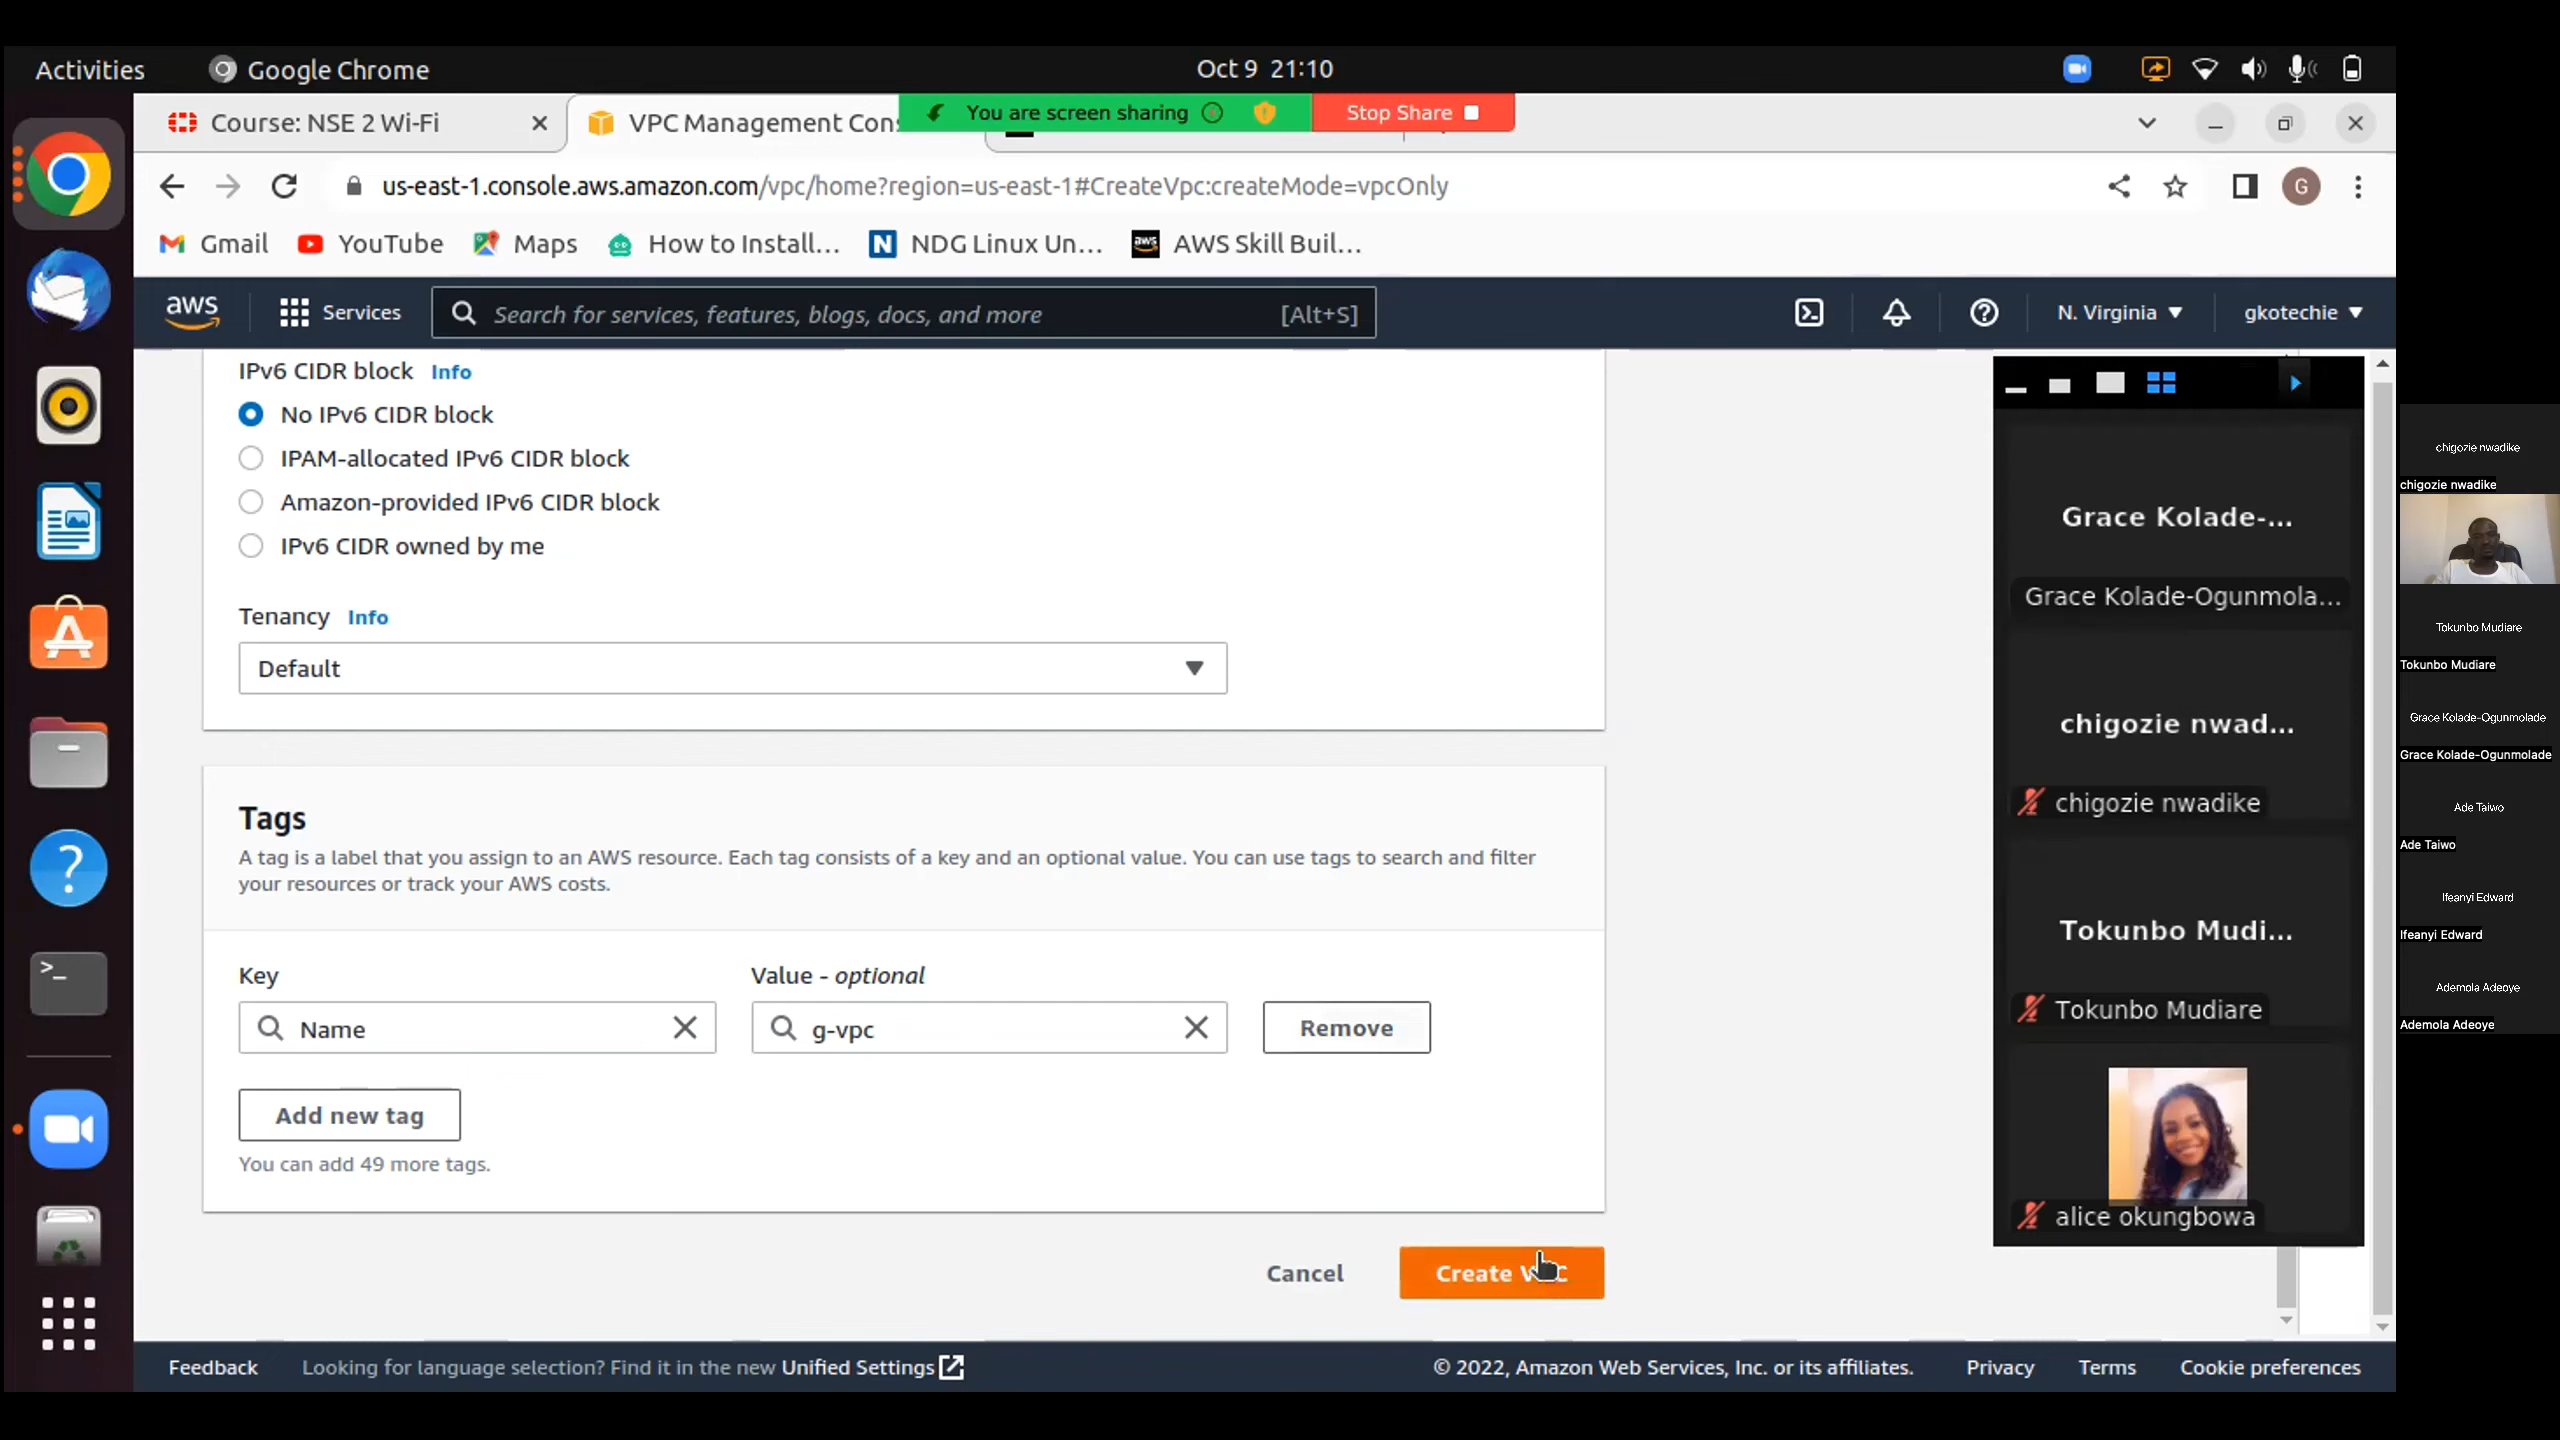 Activities
Google Chrome
Oct 9 21:10
Course: NSE 2 Wi-Fi
VPC Management Con
You are screen sharing
Stop Share
us-east-1.console.aws.amazon.com/vpc/home?region=us-east-1#CreateVpc:createMode=vpcOnly
G
Gmail
YouTube
Maps
How to Install...
N
NDG Linux Un...
aws
AWS Skill Buil...
aws
Services
Search for services, features, blogs, docs, and more
[Alt+S]
N. Virginia
gkotechie
IPv6 CIDR block Info
No IPv6 CIDR block
IPAM-allocated IPv6 CIDR block
Amazon-provided IPv6 CIDR block
IPv6 CIDR owned by me
Tenancy Info
Default
Tags
A tag is a label that you assign to an AWS resource. Each tag consists of a key and an optional value. You can use tags to search and filter
your resources or track your AWS costs.
Key
Value - optional
Name
g-vpc
Remove
Add new tag
You can add 49 more tags.
Cancel
Create
Feedback
Looking for language selection? Find it in the new Unified Settings
© 2022, Amazon Web Services, Inc. or its affiliates.
Privacy
Terms
Cookie preferences
Grace Kolade-...
Grace Kolade-Ogunmola...
chigozie nwad...
chigozie nwadike
Tokunbo Mudi...
Tokunbo Mudiare
alice okungbowa
chigozie nwadike
chigozie nwadike
Tokunbo Mudiare
Tokunbo Mudiare
Grace Kolade-Ogunmolade
Grace Kolade-Ogunmolade
Ade Taiwo
Ade Taiwo
Ifeanyi Edward
Ifeanyi Edward
Ademola Adeoye
Ademola Adeoye